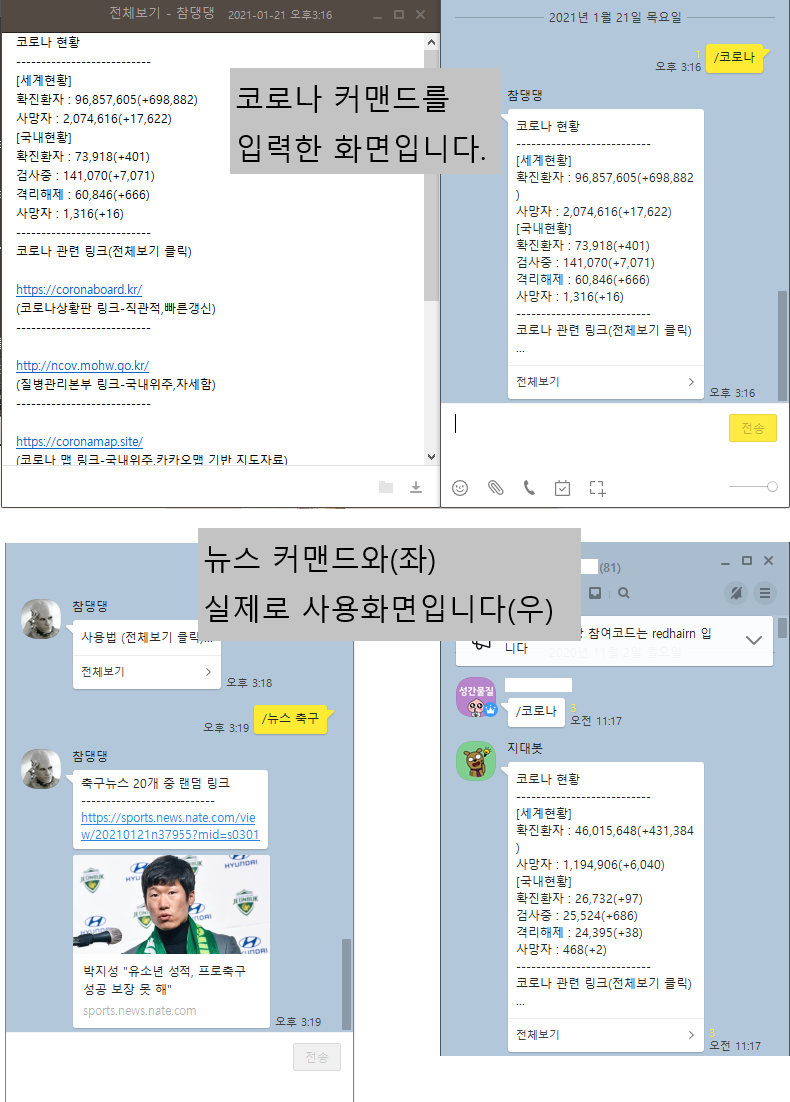 전체보기 - 참댕댕 2021-01-21 오후3:16
코로나 현황
---------------------------
[세계현황]
확진환자 : 96,857,605(+698,882)
사망자 : 2,074,616(+17,622)
[국내현황]
확진환자 : 73,918(+401)
검사중 : 141,070(+7,071)
격리해제 : 60,846(+666)
사망자 : 1,316(+16)
---------------------------
코로나 관련 링크(전체보기 클릭)
https://coronaboard.kr/
(코로나상황판 링크-직관적,빠른갱신)
---------------------------
http://ncov.mohw.go.kr/
(질병관리본부 링크-국내위주,자세함)
---------------------------
https://coronamap.site/
(코로나 맵 링크-국내위주,카카오맵 기반 지도자료)
코로나 커맨드를
입력한 화면입니다.
2021년 1월 21일 목요일
1
오후 3:16
/코로나
참댕댕
코로나 현황
---------------------------
[세계현황]
확진환자 : 96,857,605(+698,882
)
사망자 : 2,074,616(+17,622)
[국내현황]
확진환자 : 73,918(+401)
검사중 : 141,070(+7,071)
격리해제 : 60,846(+666)
사망자 : 1,316(+16)
---------------------------
코로나 관련 링크(전체보기 클릭)
...
전체보기
오후 3:16
전송
뉴스 커맨드와(좌)
실제로 사용화면입니다(우)
참댕댕
사용법 (전체보기 클릭)...
전체보기
오후 3:18
오후 3:19
/뉴스 축구
참댕댕
축구뉴스 20개 중 랜덤 링크
---------------------------
https://sports.news.nate.com/vie
w/20210121n37955?mid=s0301
HYUNDAI
JEONBUK
박지성 "유소년 성적, 프로축구
성공 보장 못 해"
sports.news.nate.com
오후 3:19
전송
(81)
참여코드는 redhairn 입
니다
2020년 11월 2일 월요일
성간물질
/코로나
3
오전 11:17
지대봇
코로나 현황
---------------------------
[세계현황]
확진환자 : 46,015,648(+431,384
)
사망자 : 1,194,906(+6,040)
[국내현황]
확진환자 : 26,732(+97)
검사중 : 25,524(+686)
격리해제 : 24,395(+38)
사망자 : 468(+2)
---------------------------
코로나 관련 링크(전체보기 클릭)
...
전체보기
3
오전 11:17